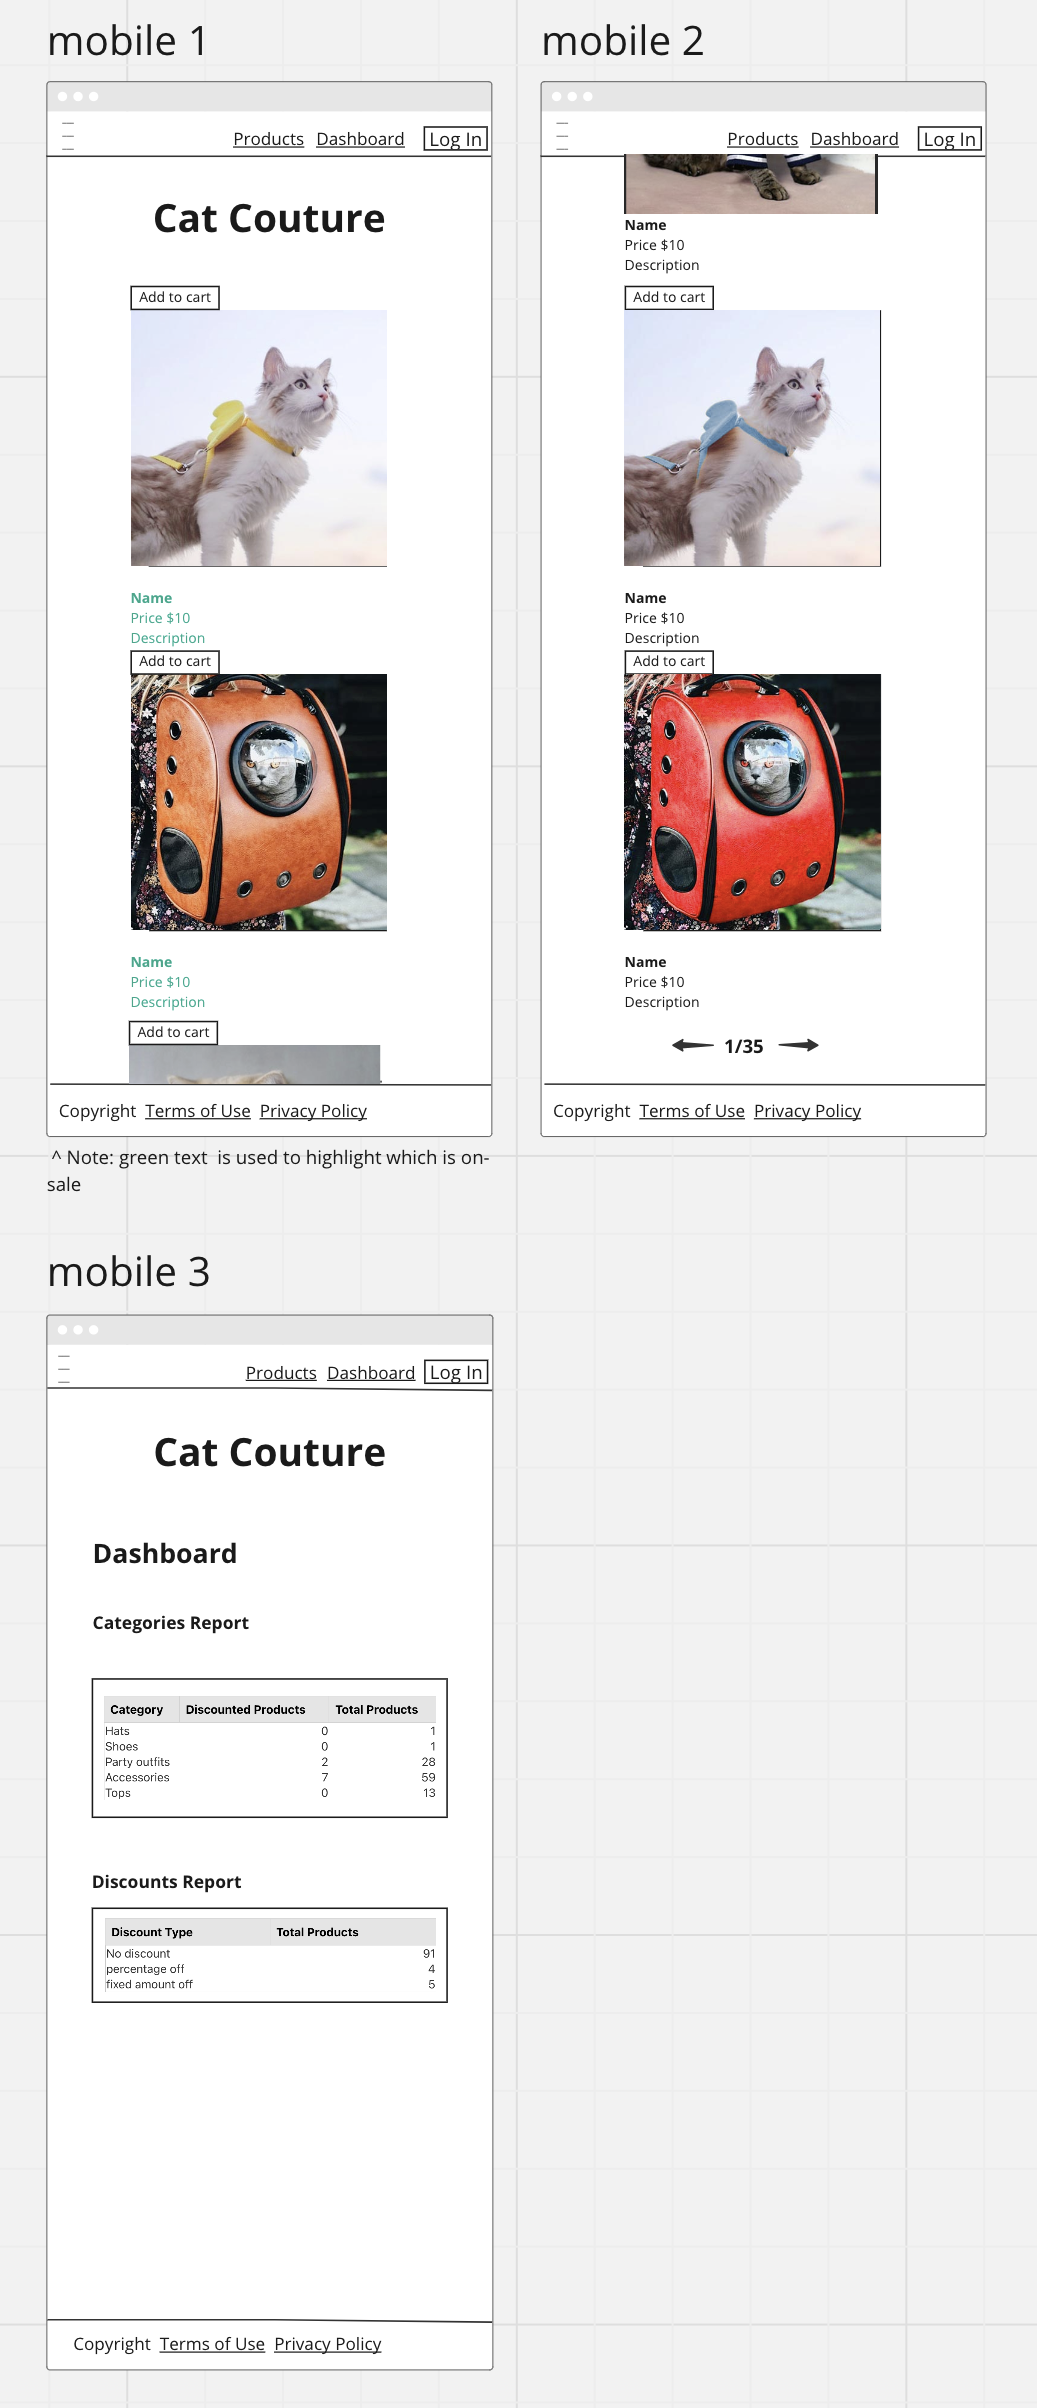 mobile 1
Products Dashboard Log In
Cat Couture
Add to cart
Name
Price $10
Description
Add to cart
Name
Price $10
Description
Add to cart
Copyright Terms of Use Privacy Policy
^ Note: green text is used to highlight which is on-
sale
mobile 2
Products Dashboard Log In
Name
Price $10
Description
Add to cart
Name
Price $10
Description
Add to cart
Name
Price $10
Description
1/35
Copyright Terms of Use Privacy Policy
mobile 3
Products Dashboard Log In
Cat Couture
Dashboard
Categories Report
Category Discounted Products Total Products
Hats 0 1
Shoes 0 1
Party outfits 2 28
Accessories 7 59
Tops 0 13
Discounts Report
Discount Type Total Products
No discount 91
percentage off 4
fixed amount off 5
Copyright Terms of Use Privacy Policy